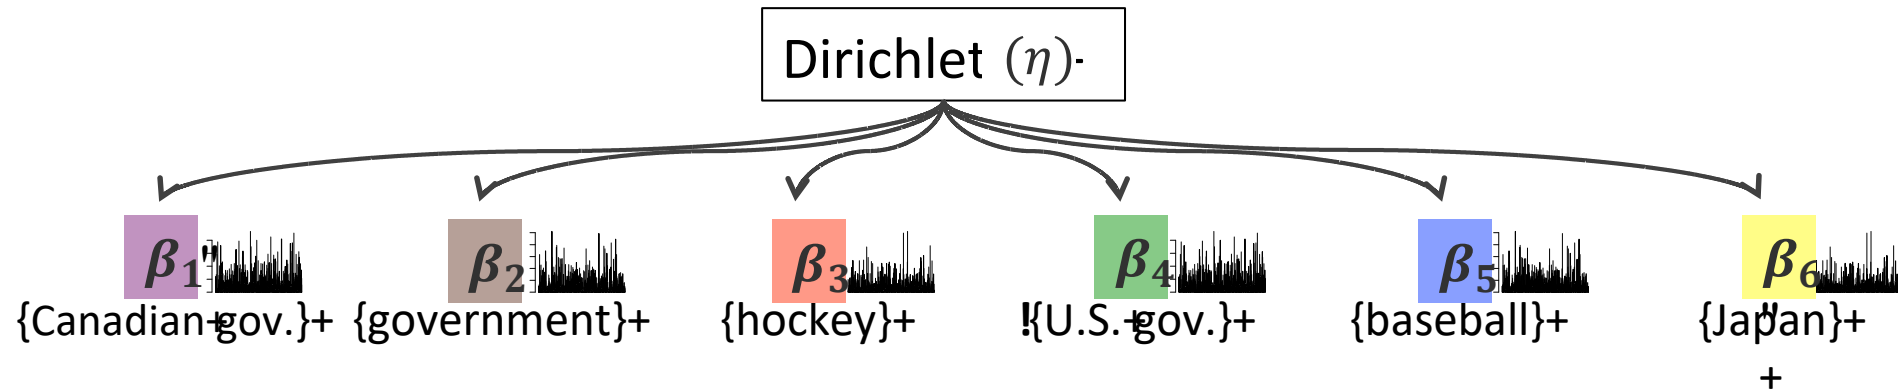 Dirichlet (η)-
β₁" β₂ β₃ β₄ β₅ β₆
{Canadian+gov.}+ {government}+ {hockey}+ !{U.S.+gov.}+ {baseball}+ {Japan}+
"
+